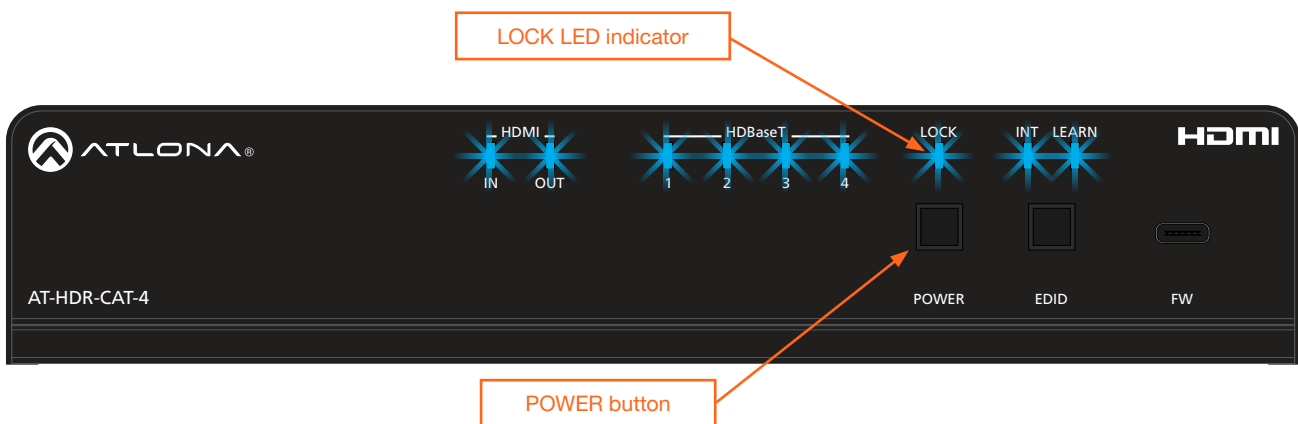 LOCK LED indicator
HDMI
HDBaseT
LOCK
INT LEARN
HDMI
ATLONA®
IN OUT
1 2 3 4
AT-HDR-CAT-4
POWER
EDID
FW
POWER button